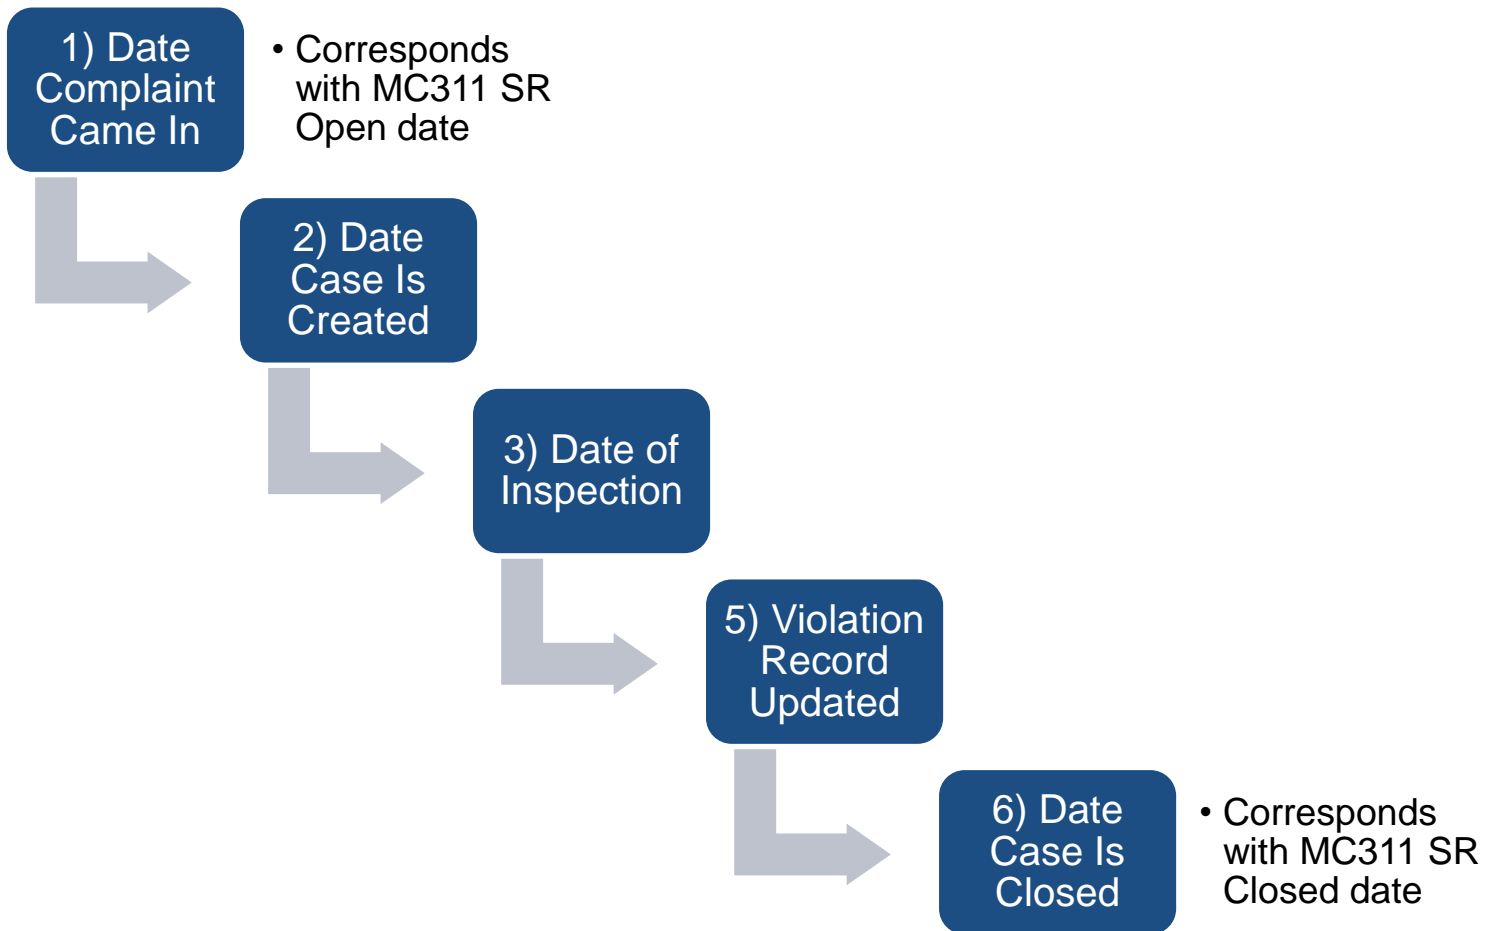 1) Date
Complaint
Came In
• Corresponds
with MC311 SR
Open date
2) Date
Case Is
Created
3) Date of
Inspection
5) Violation
Record
Updated
6) Date
Case Is
Closed
• Corresponds
with MC311 SR
Closed date